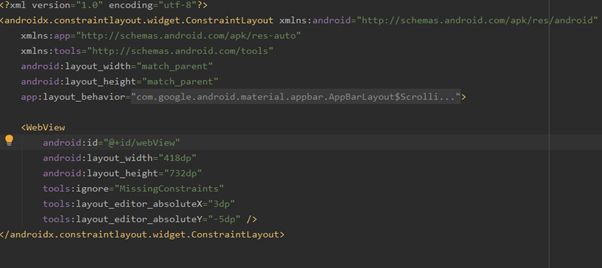 <?xml version="1.0" encoding="utf-8"?>
<androidx.constraintlayout.widget.ConstraintLayout xmlns:android="http://schemas.android.com/apk/res/android"
xmlns:app="http://schemas.android.com/apk/res-auto"
xmlns:tools="http://schemas.android.com/tools"
android:layout_width="match_parent"
android:layout_height="match_parent"
app:layout_behavior="com.google.android.material.appbar.AppBarLayout$Scrolli...">
<WebView
android:id="@+id/webView"
android:layout_width="418dp"
android:layout_height="732dp"
tools:ignore="MissingConstraints"
tools:layout_editor_absoluteX="3dp"
tools:layout_editor_absoluteY="-5dp" />
</androidx.constraintlayout.widget.ConstraintLayout>